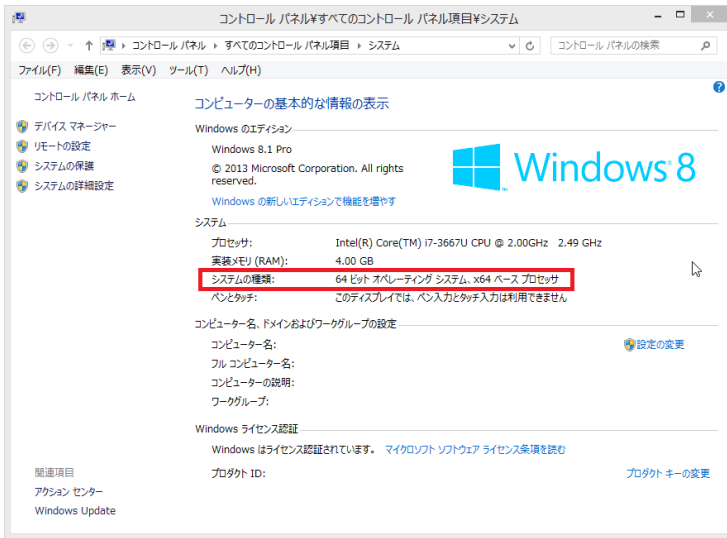 コントロール パネル¥すべてのコントロール パネル項目¥システム
コントロール パネル ▸ すべてのコントロール パネル項目 ▸ システム
コントロール パネルの検索
ファイル(F) 編集(E) 表示(V) ツール(T) ヘルプ(H)
コントロール パネル ホーム
デバイス マネージャー
リモートの設定
システムの保護
システムの詳細設定
コンピューターの基本的な情報の表示
Windows のエディション
Windows 8.1 Pro
© 2013 Microsoft Corporation. All rights
reserved.
Windows の新しいエディションで機能を増やす
Windows 8
システム
プロセッサ: Intel(R) Core(TM) i7-3667U CPU @ 2.00GHz 2.49 GHz
実装メモリ (RAM): 4.00 GB
システムの種類: 64 ビット オペレーティング システム、x64 ベース プロセッサ
ペンとタッチ: このディスプレイでは、ペン入力とタッチ入力は利用できません
コンピューター名、ドメインおよびワークグループの設定
コンピューター名: 設定の変更
フル コンピューター名:
コンピューターの説明:
ワークグループ:
Windows ライセンス認証
Windows はライセンス認証されています。 マイクロソフト ソフトウェア ライセンス条項を読む
プロダクト ID: プロダクト キーの変更
関連項目
アクション センター
Windows Update